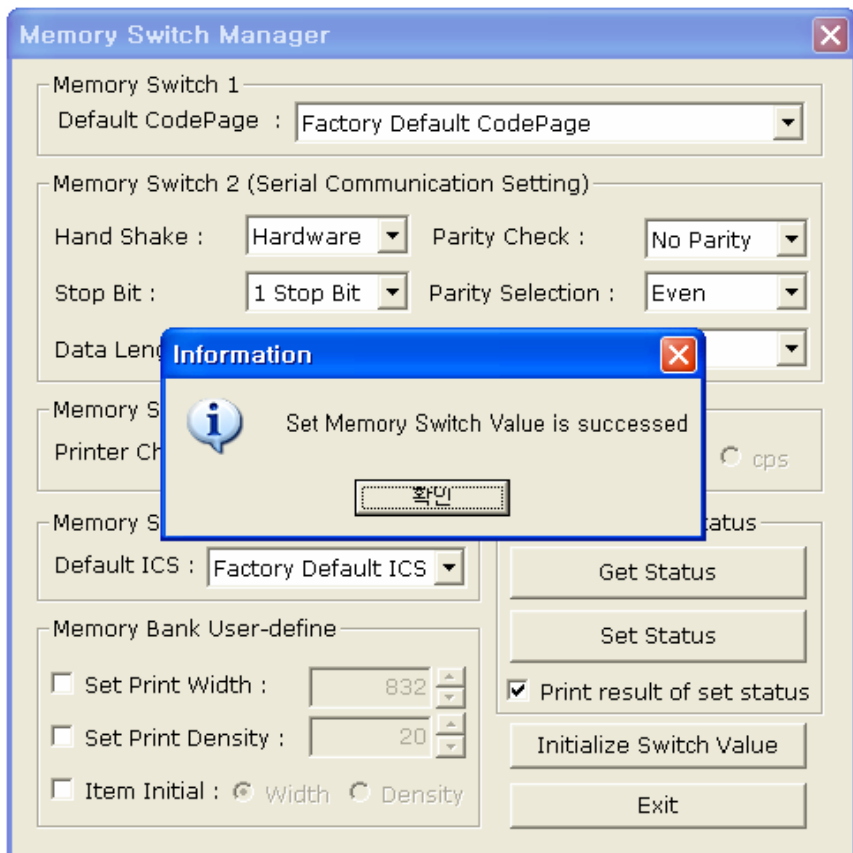 Memory Switch Manager
Memory Switch 1
Default CodePage : Factory Default CodePage
Memory Switch 2 (Serial Communication Setting)
Hand Shake : Hardware Parity Check : No Parity
Stop Bit : 1 Stop Bit Parity Selection : Even
Data
Information
Memory
Set Memory Switch Value is successed
Printer cps
확인
Memory
Default ICS : Factory Default ICS
Get Status
Memory Bank User-define
Set Status
Set Print Width : 832
Print result of set status
Set Print Density : 20
Initialize Switch Value
Item Initial : Width Density
Exit